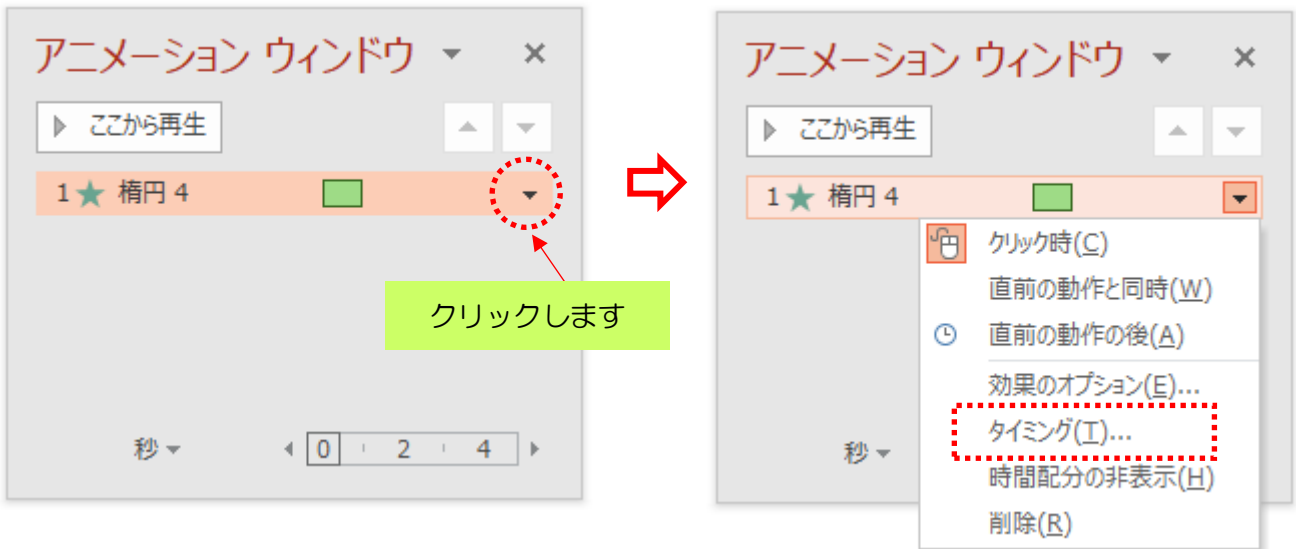 アニメーション ウィンドウ
ここから再生
1 楕円 4
クリックします
秒 0 2 4
アニメーション ウィンドウ
ここから再生
1 楕円 4
クリック時(C)
直前の動作と同時(W)
直前の動作の後(A)
効果のオプション(E)...
タイミング(T)...
秒
時間配分の非表示(H)
削除(R)